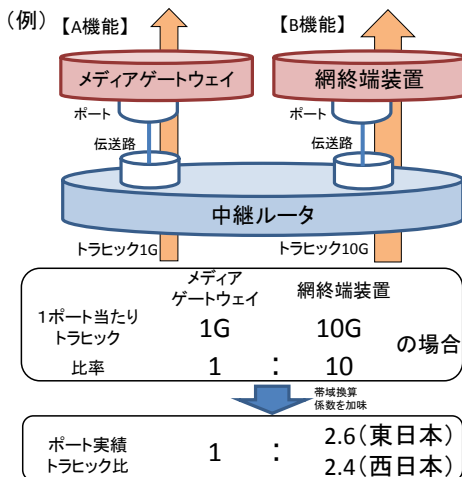 (例) 【A機能】 【B機能】
メディアゲートウェイ 網終端装置
ポート ポート
伝送路 伝送路
中継ルータ
トラヒック1G トラヒック10G
メディア
ゲートウェイ 網終端装置
1ポート当たり
トラヒック 1G 10G の場合
比率 1 : 10
帯域換算
係数を加味
ポート実績
トラヒック比 1 : 2.6(東日本)
2.4(西日本)